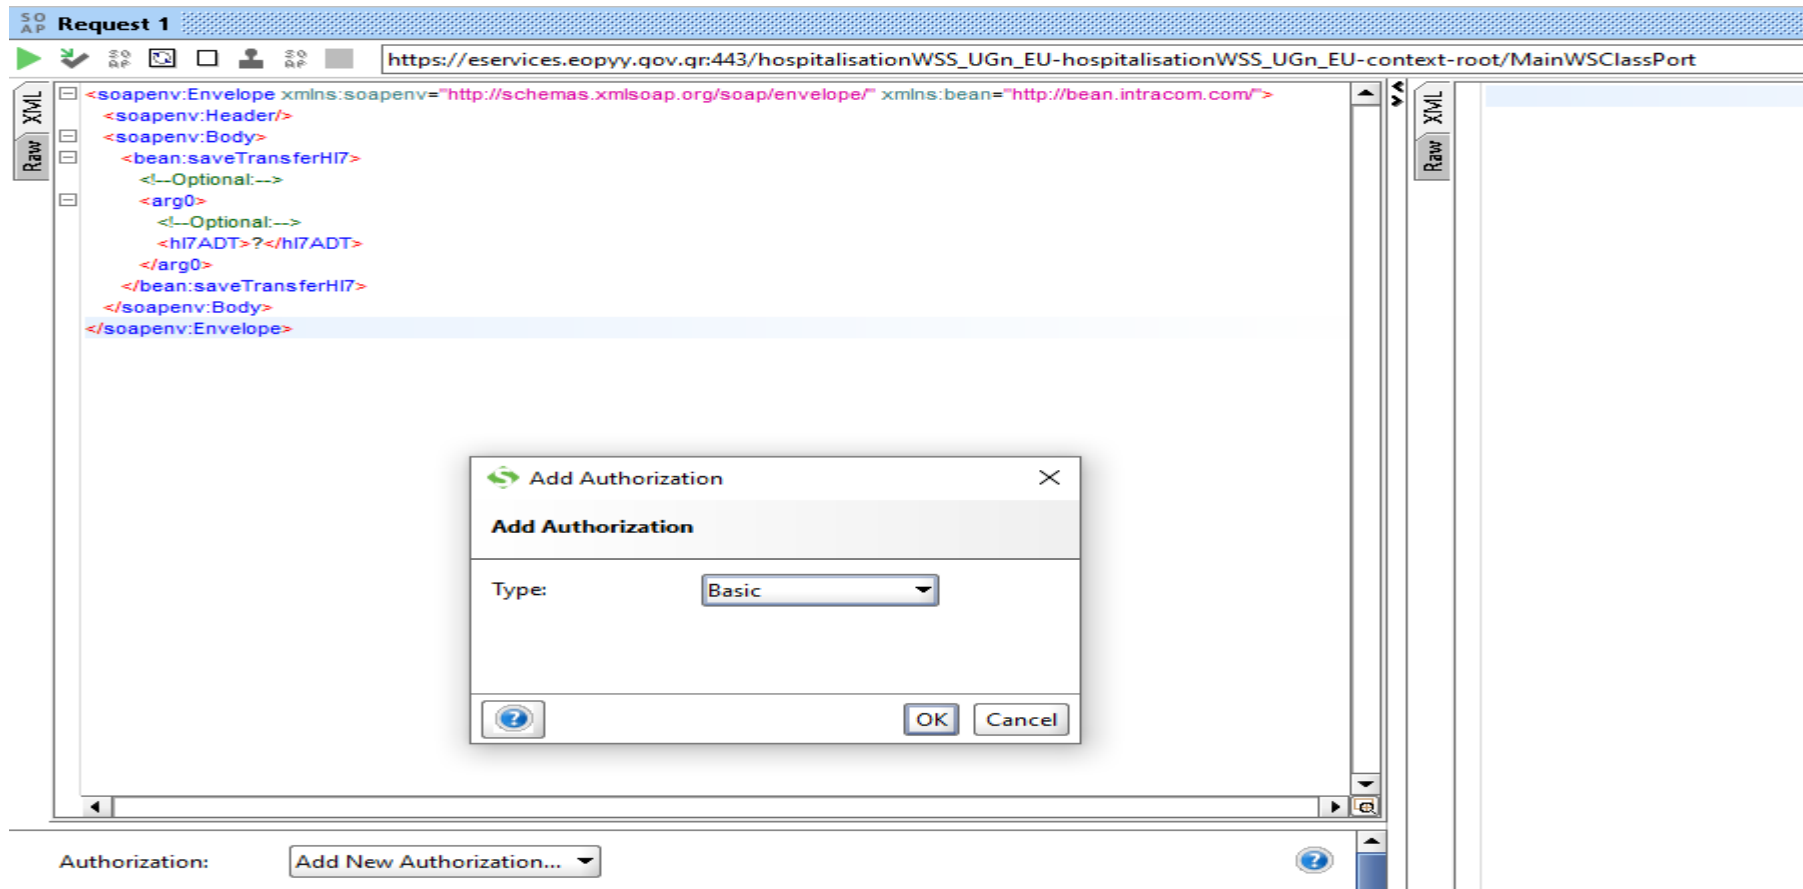 SO
AP
Request 1
https://eservices.eopyy.gov.gr:443/hospitalisationWSS_UGn_EU-hospitalisationWSS_UGn_EU-context-root/MainWSClassPort
XML
Raw
<soapenv:Envelope xmlns:soapenv="http://schemas.xmlsoap.org/soap/envelope/" xmlns:bean="http://bean.intracom.com/">
<soapenv:Header/>
<soapenv:Body>
<bean:saveTransferHl7>
<!--Optional:-->
<arg0>
<!--Optional:-->
<hl7ADT>?</hl7ADT>
</arg0>
</bean:saveTransferHl7>
</soapenv:Body>
</soapenv:Envelope>
XML
Raw
Add Authorization
Add Authorization
Type:
Basic
OK
Cancel
Authorization:
Add New Authorization...